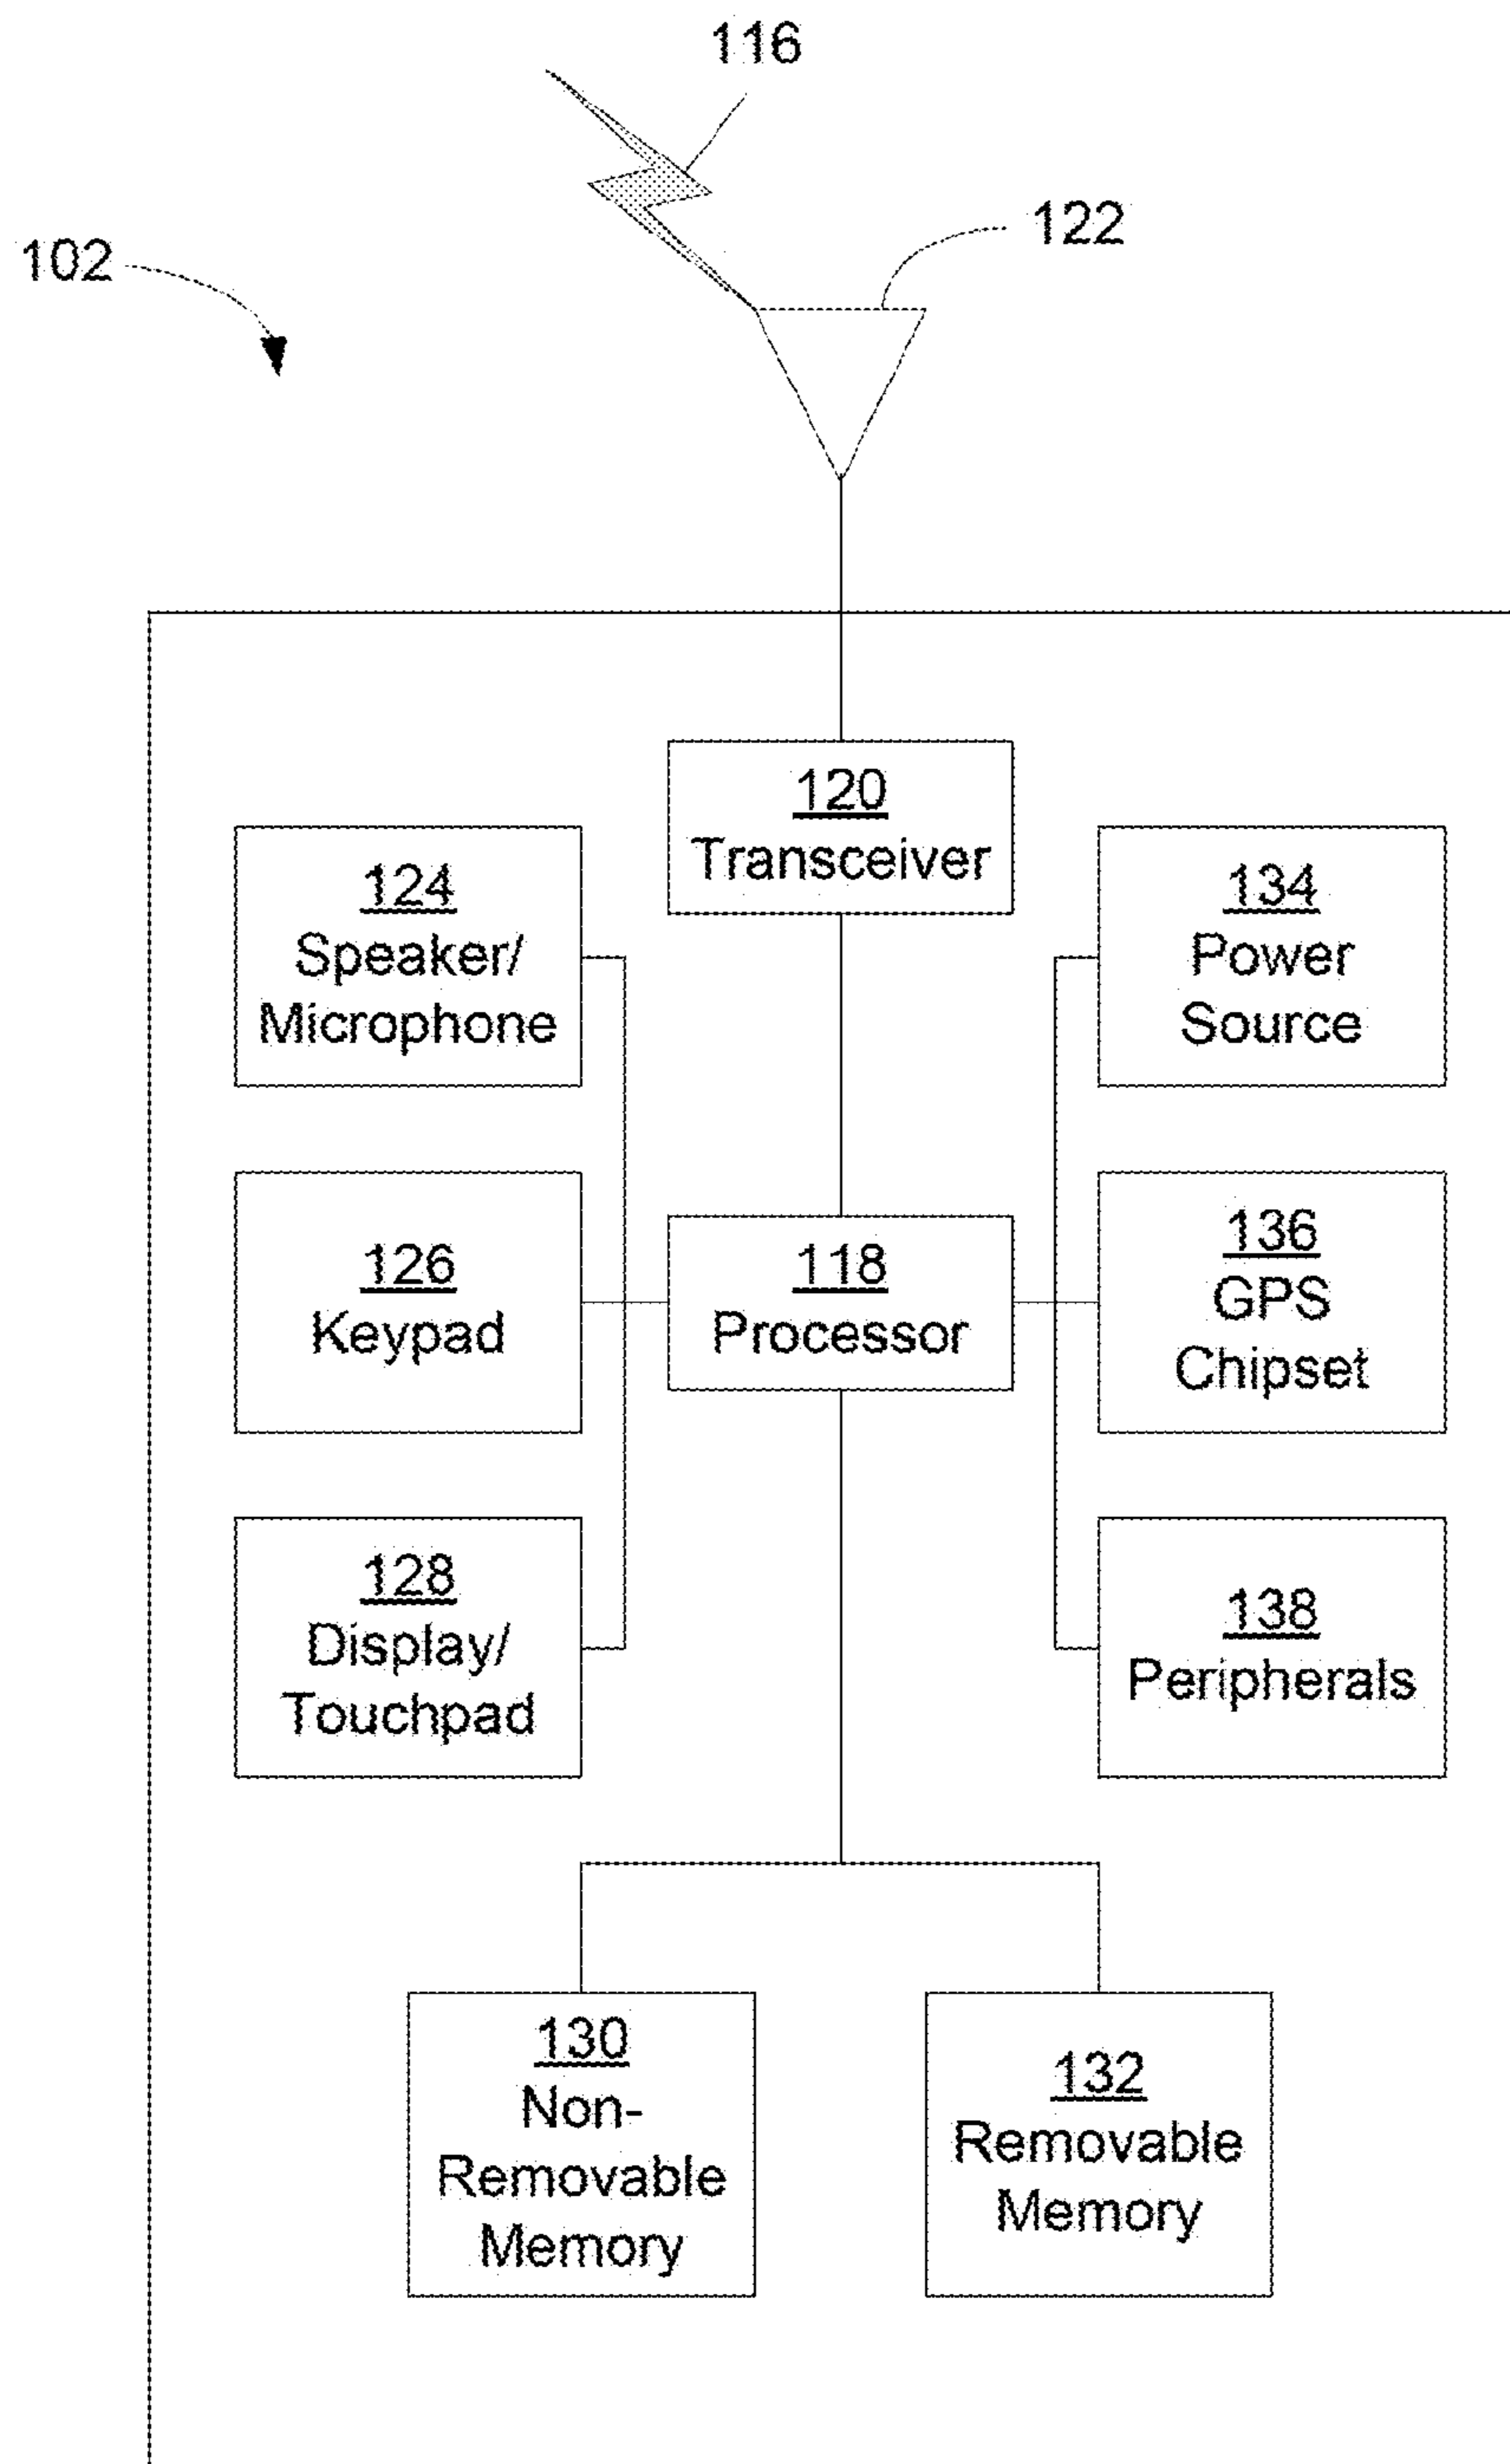 116
122
102
120
Transceiver
124
Speaker/
Microphone
134
Power
Source
126
Keypad
118
Processor
136
GPS
Chipset
128
Display/
Touchpad
138
Peripherals
130
Non-
Removable
Memory
132
Removable
Memory